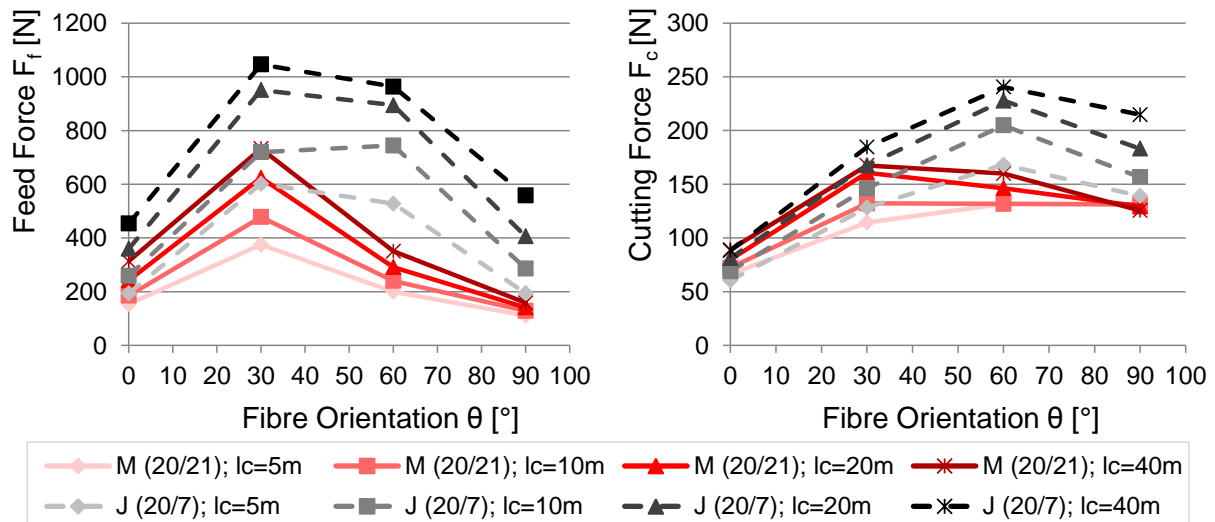 Feed Force Ff [N]
1200
1000
800
600
400
200
0
0 10 20 30 40 50 60 70 80 90 100
Fibre Orientation θ [°]
Cutting Force Fc [N]
300
250
200
150
100
50
0
0 10 20 30 40 50 60 70 80 90 100
Fibre Orientation θ [°]
M (20/21); lc=5m M (20/21); lc=10m M (20/21); lc=20m M (20/21); lc=40m
J (20/7); lc=5m J (20/7); lc=10m J (20/7); lc=20m J (20/7); lc=40m